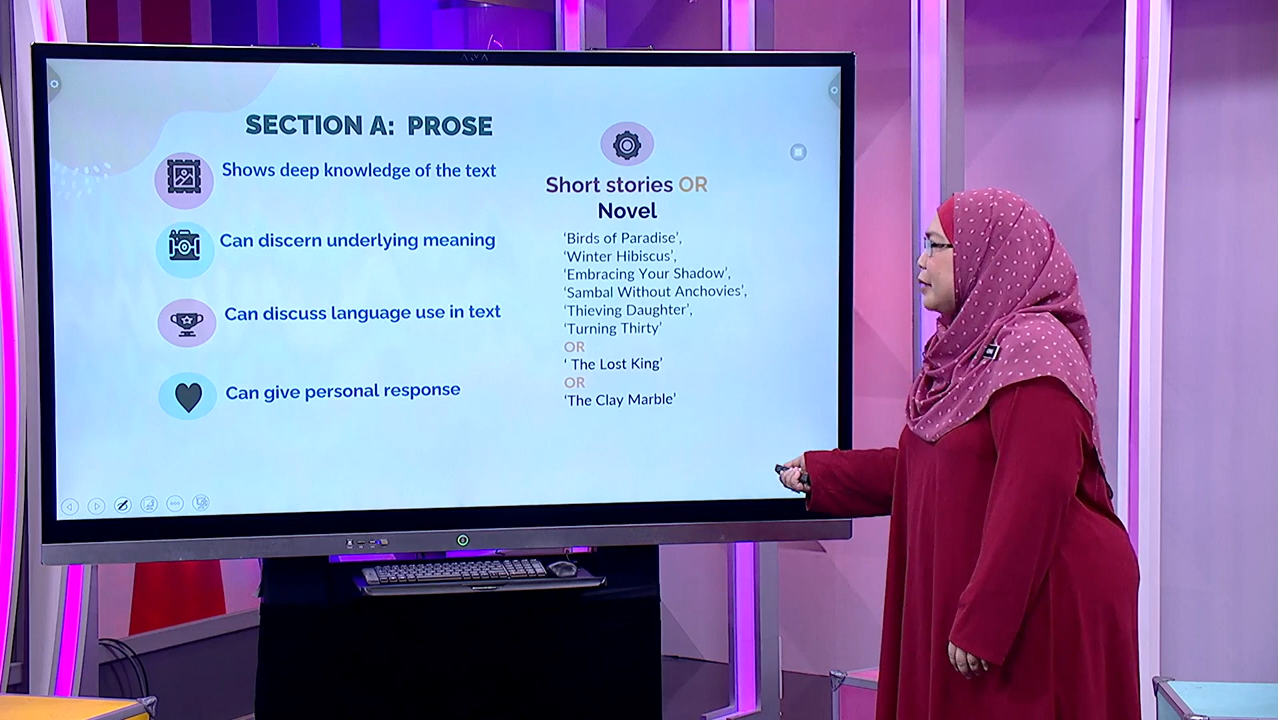 SECTION A: PROSE
Shows deep knowledge of the text
Can discern underlying meaning
Can discuss language use in text
Can give personal response
Short stories OR
Novel
‘Birds of Paradise’,
‘Winter Hibiscus’,
‘Embracing Your Shadow’,
‘Sambal Without Anchovies’,
‘Thieving Daughter’,
‘Turning Thirty’
OR
‘ The Lost King’
OR
‘The Clay Marble’